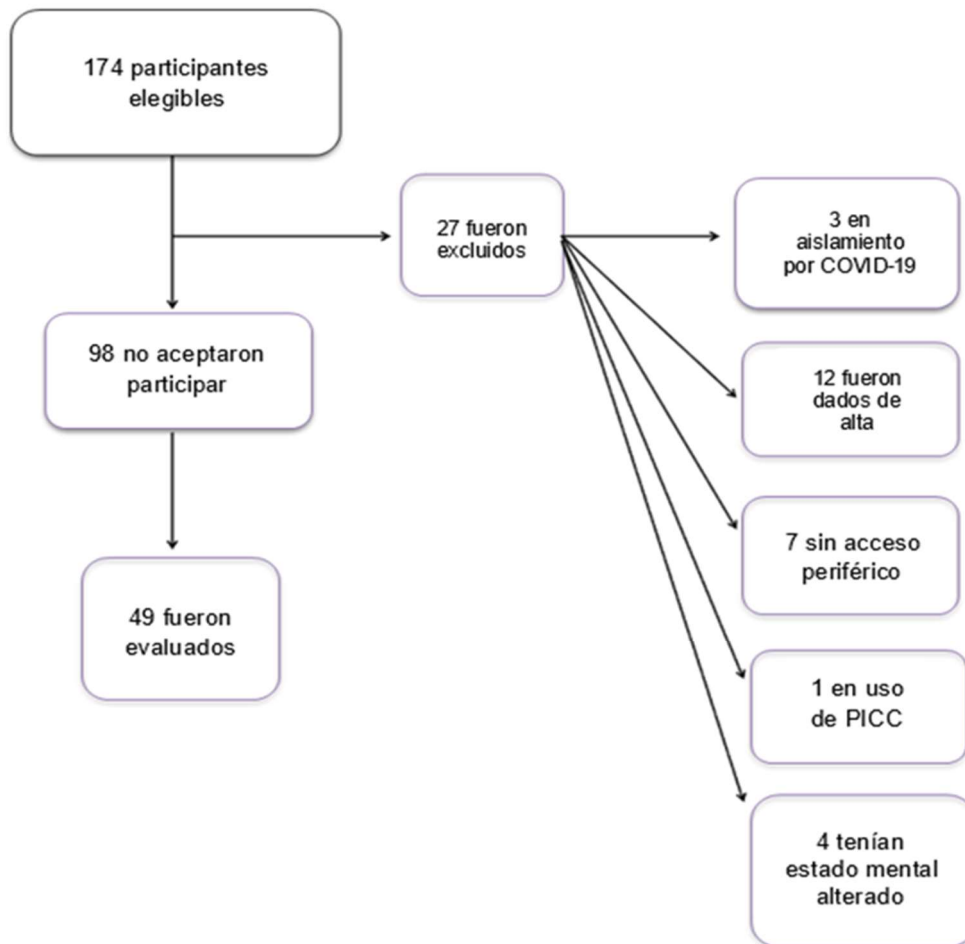 174 participantes
elegibles
27 fueron
excluidos
3 en
aislamiento
por COVID-19
98 no aceptaron
participar
12 fueron
dados de
alta
7 sin acceso
periférico
49 fueron
evaluados
1 en uso
de PICC
4 tenían
estado mental
alterado